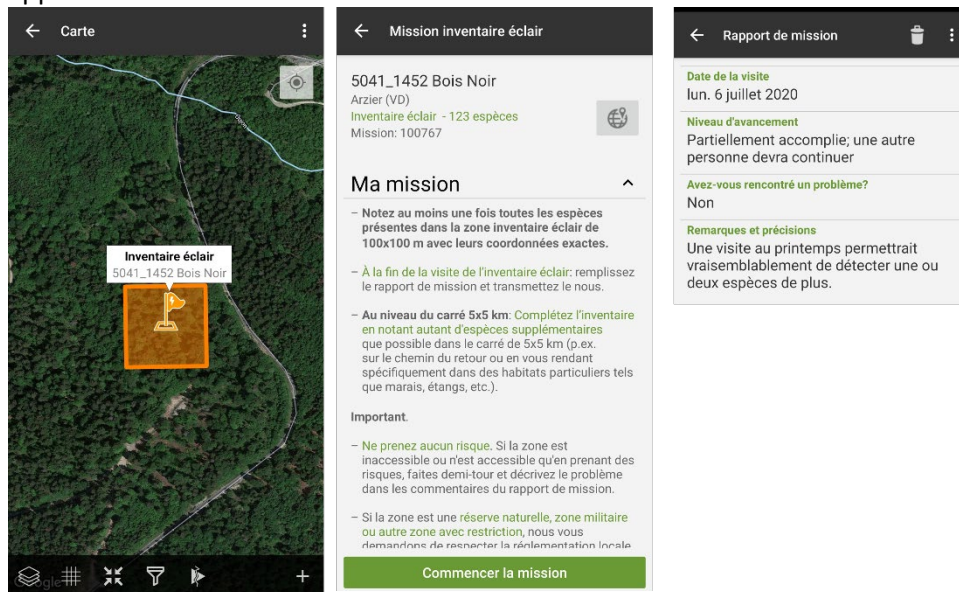 Carte
Inventaire éclair
5041_1452 Bois Noir
Mission inventaire éclair
5041_1452 Bois Noir
Arzier (VD)
Inventaire éclair - 123 espèces
Mission: 100767
Ma mission
– Notez au moins une fois toutes les espèces
présentes dans la zone inventaire éclair de
100x100 m avec leurs coordonnées exactes.
– À la fin de la visite de l'inventaire éclair: remplissez
le rapport de mission et transmettez le nous.
– Au niveau du carré 5x5 km: Complétez l'inventaire
en notant autant d'espèces supplémentaires
que possible dans le carré de 5x5 km (p.ex.
sur le chemin du retour ou en vous rendant
spécifiquement dans des habitats particuliers tels
que marais, étangs, etc.).
Important.
– Ne prenez aucun risque. Si la zone est
inaccessible ou n'est accessible qu'en prenant des
risques, faites demi-tour et décrivez le problème
dans les commentaires du rapport de mission.
– Si la zone est une réserve naturelle, zone militaire
ou autre zone avec restriction, nous vous
demandons de respecter la réglementation locale
Commencer la mission
Rapport de mission
Date de la visite
lun. 6 juillet 2020
Niveau d'avancement
Partiellement accomplie; une autre
personne devra continuer
Avez-vous rencontré un problème?
Non
Remarques et précisions
Une visite au printemps permettrait
vraisemblablement de détecter une ou
deux espèces de plus.